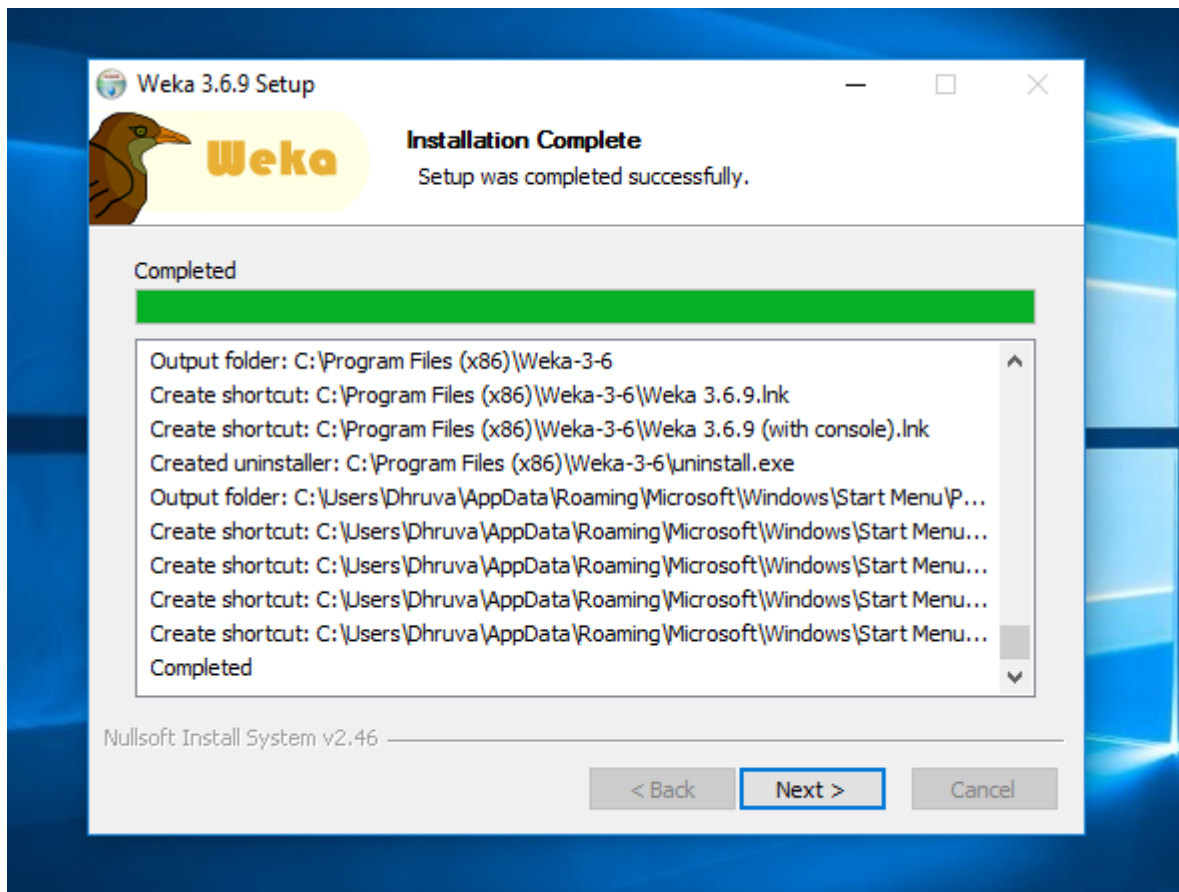 Weka 3.6.9 Setup
Weka
Installation Complete
Setup was completed successfully.
Completed
Output folder: C:\Program Files (x86)\Weka-3-6
Create shortcut: C:\Program Files (x86)\Weka-3-6\Weka 3.6.9.lnk
Create shortcut: C:\Program Files (x86)\Weka-3-6\Weka 3.6.9 (with console).lnk
Created uninstaller: C:\Program Files (x86)\Weka-3-6\uninstall.exe
Output folder: C:\Users\Dhruva\AppData\Roaming\Microsoft\Windows\Start Menu\P...
Create shortcut: C:\Users\Dhruva\AppData\Roaming\Microsoft\Windows\Start Menu...
Create shortcut: C:\Users\Dhruva\AppData\Roaming\Microsoft\Windows\Start Menu...
Create shortcut: C:\Users\Dhruva\AppData\Roaming\Microsoft\Windows\Start Menu...
Create shortcut: C:\Users\Dhruva\AppData\Roaming\Microsoft\Windows\Start Menu...
Completed
Nullsoft Install System v2.46
< Back Next > Cancel